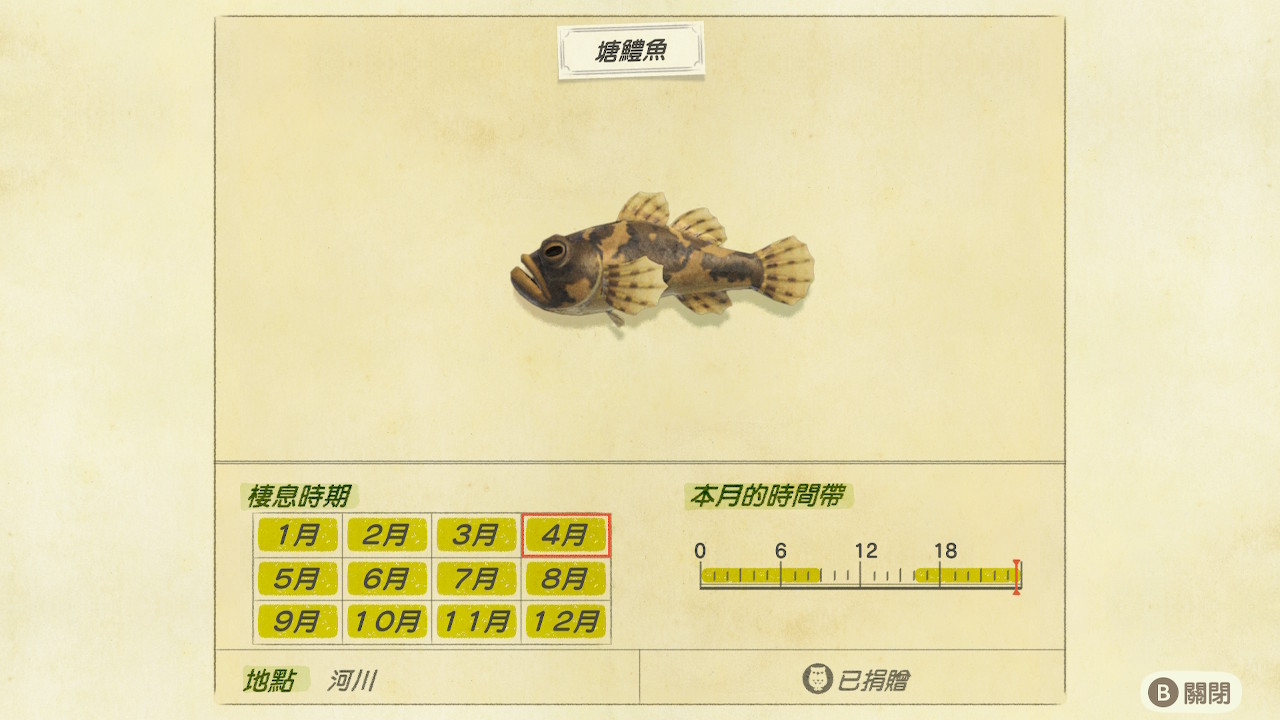 塘鱧魚
棲息時期
1月 2月 3月 4月
5月 6月 7月 8月
9月 10月 11月 12月
本月的時間帶
0 6 12 18
地點 河川
已捐贈
B 關閉